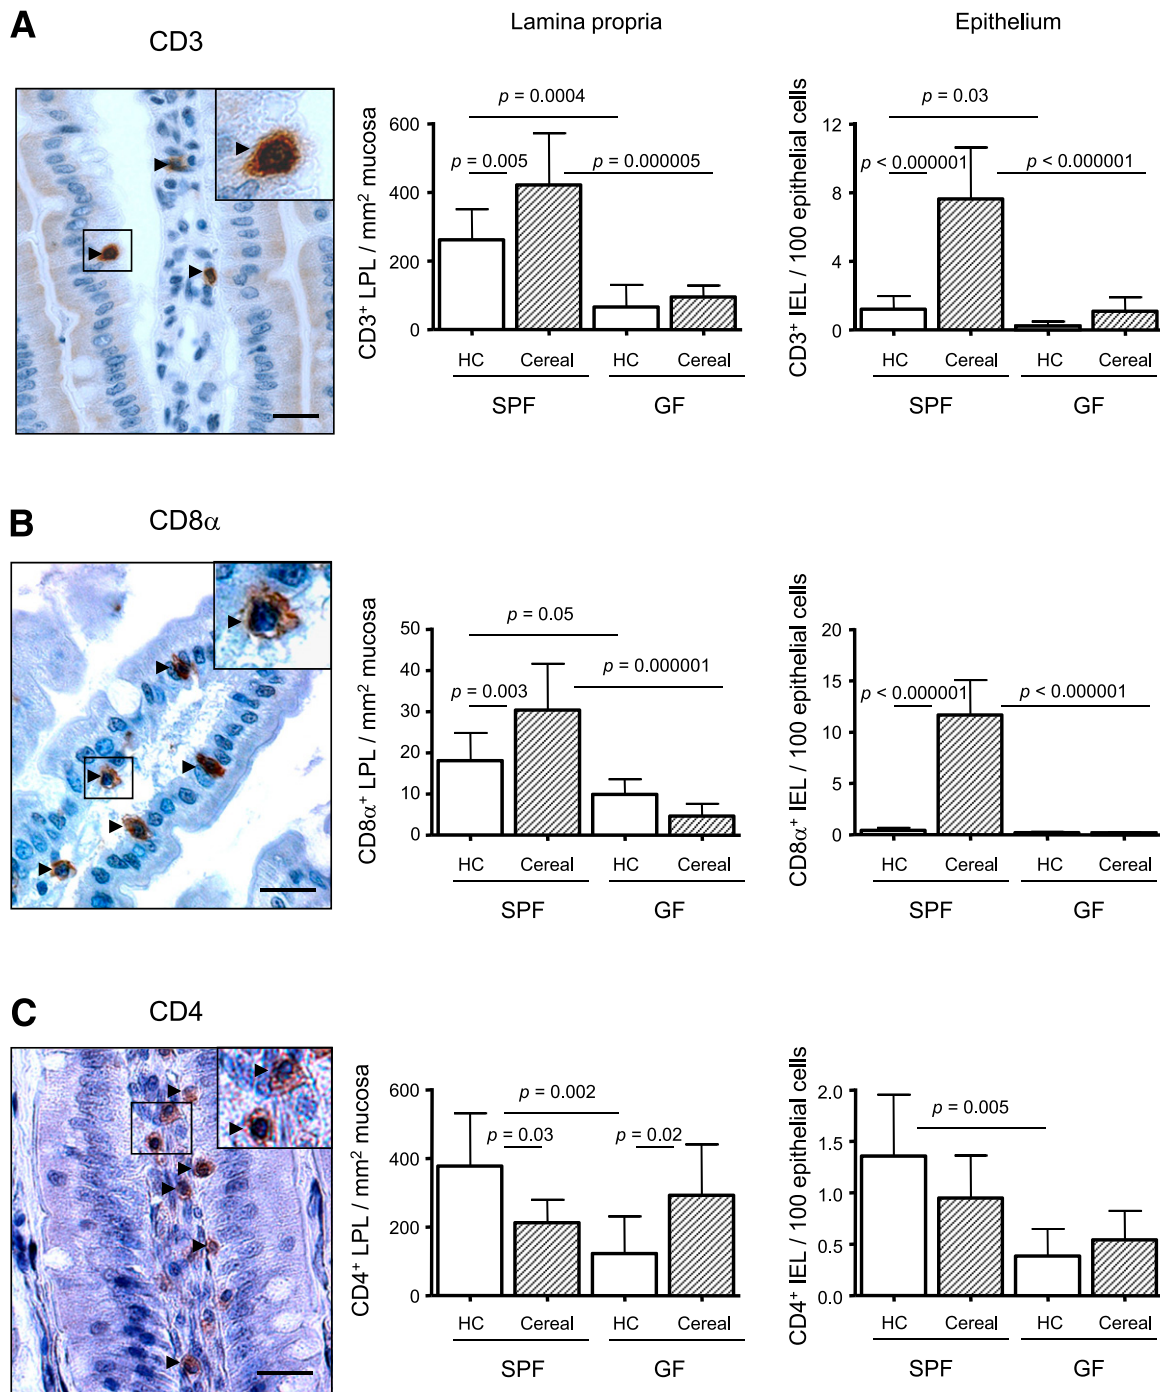 A
CD3
Lamina propria
Epithelium
CD3⁺ LPL / mm² mucosa
600
400
200
0
p = 0.0004
p = 0.005
p = 0.000005
HC
Cereal
HC
Cereal
SPF
GF
CD3⁺ IEL / 100 epithelial cells
12
8
4
0
p = 0.03
p < 0.000001
p < 0.000001
HC
Cereal
HC
Cereal
SPF
GF
B
CD8α
CD8α⁺ LPL / mm² mucosa
50
40
30
20
10
0
p = 0.05
p = 0.000001
p = 0.003
HC
Cereal
HC
Cereal
SPF
GF
CD8α⁺ IEL / 100 epithelial cells
20
15
10
5
0
p < 0.000001
p < 0.000001
HC
Cereal
HC
Cereal
SPF
GF
C
CD4
CD4⁺ LPL / mm² mucosa
600
400
200
0
p = 0.002
p = 0.03
p = 0.02
HC
Cereal
HC
Cereal
SPF
GF
CD4⁺ IEL / 100 epithelial cells
2.0
1.5
1.0
0.5
0.0
p = 0.005
HC
Cereal
HC
Cereal
SPF
GF